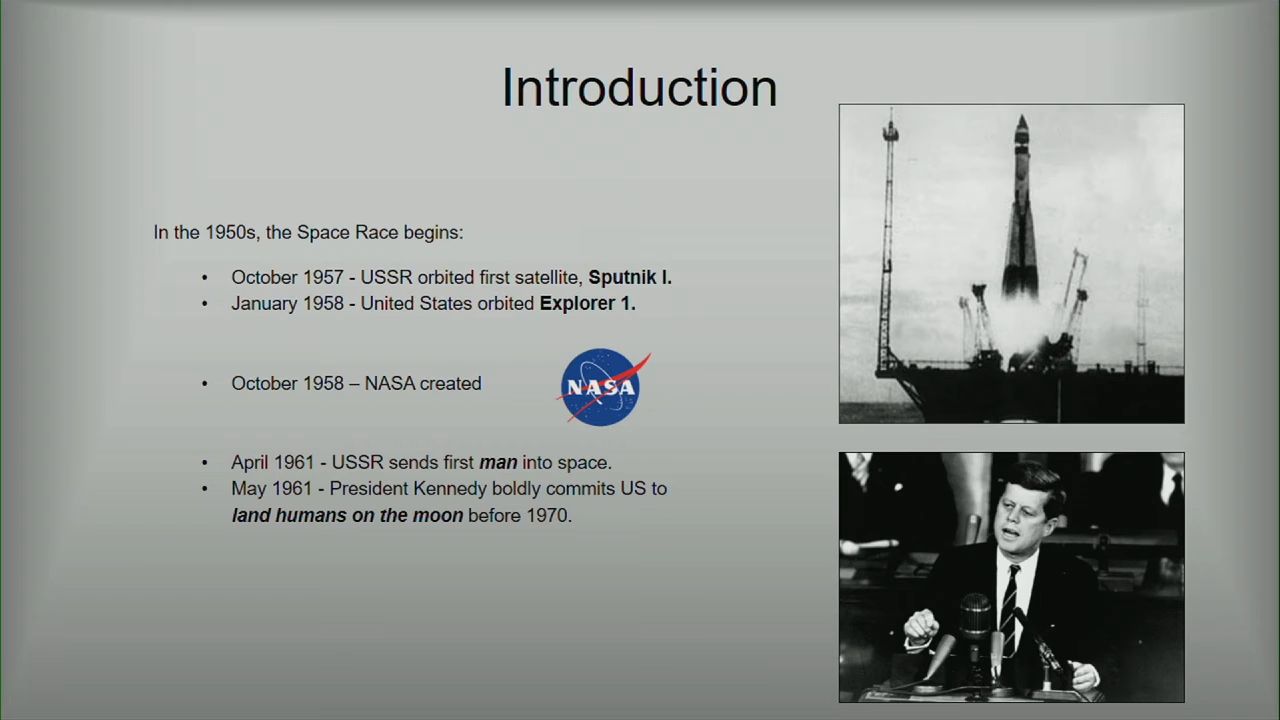 Introduction
In the 1950s, the Space Race begins:
• October 1957 - USSR orbited first satellite, Sputnik I.
• January 1958 - United States orbited Explorer 1.
• October 1958 – NASA created
NASA
• April 1961 - USSR sends first man into space.
• May 1961 - President Kennedy boldly commits US to
land humans on the moon before 1970.